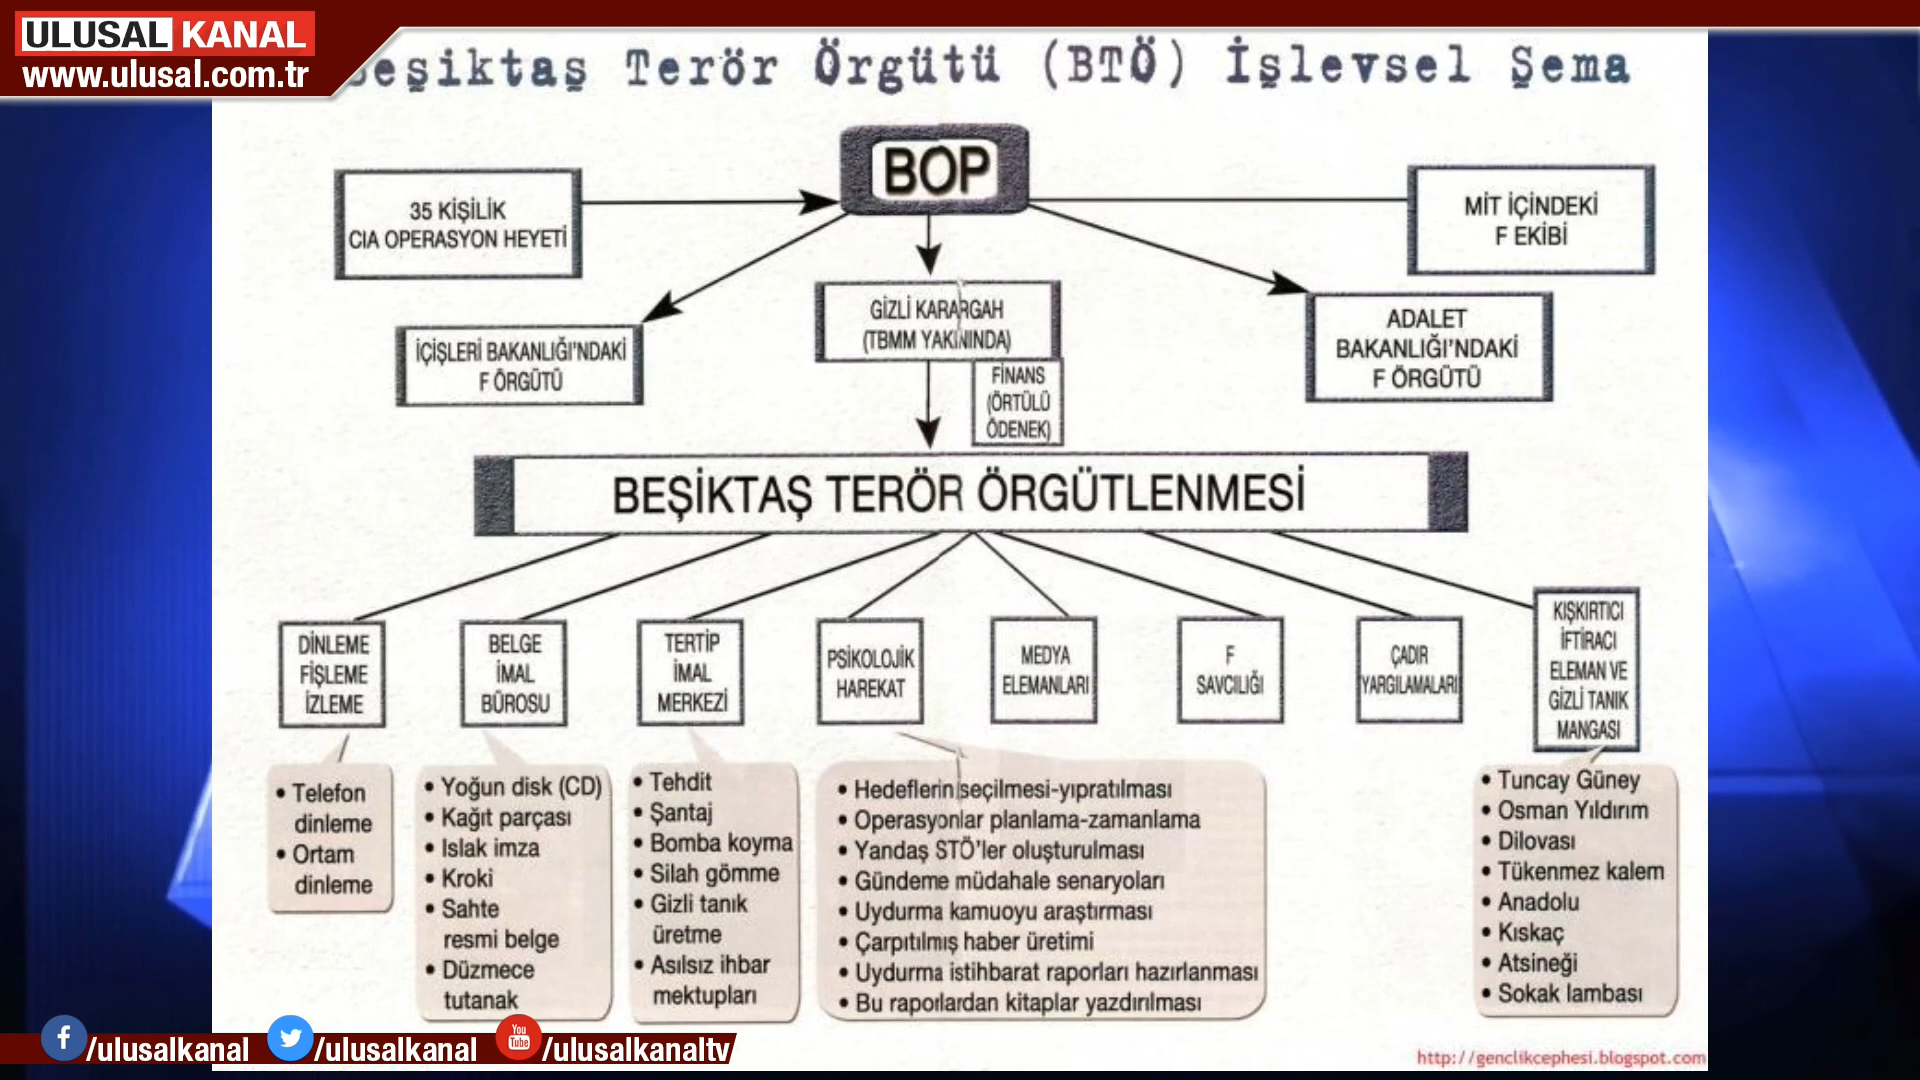 ULUSAL KANAL
www.ulusal.com.tr
Beşiktaş Terör Örgütü (BTÖ) İşlevsel Şema
BOP
35 KİŞİLİK
CIA OPERASYON HEYETİ
MİT İÇİNDEKİ
F EKİBİ
İÇİŞLERİ BAKANLIĞI'NDAKİ
F ÖRGÜTÜ
GİZLİ KARARGAH
(TBMM YAKININDA)
ADALET
BAKANLIĞI'NDAKİ
F ÖRGÜTÜ
FİNANS
(ÖRTÜLÜ
ÖDENEK)
BEŞİKTAŞ TERÖR ÖRGÜTLENMESİ
DİNLEME
FİŞLEME
İZLEME
BELGE
İMAL
BÜROSU
TERTİP
İMAL
MERKEZİ
PSİKOLOJİK
HAREKAT
MEDYA
ELEMANLARI
F
SAVCILIĞI
ÇADIR
YARGILAMALARI
KIŞKIRTICI
İFTİRACI
ELEMAN VE
GİZLİ TANIK
MANGASI
• Telefon
dinleme
• Ortam
dinleme
• Yoğun disk (CD)
• Kağıt parçası
• Islak imza
• Kroki
• Sahte
resmi belge
• Düzmece
tutanak
• Tehdit
• Şantaj
• Bomba koyma
• Silah gömme
• Gizli tanık
üretme
• Asılsız ihbar
mektupları
• Hedeflerin seçilmesi-yıpratılması
• Operasyonlar planlama-zamanlama
• Yandaş STÖ'ler oluşturulması
• Gündeme müdahale senaryoları
• Uydurma kamuoyu araştırması
• Çarpıtılmış haber üretimi
• Uydurma istihbarat raporları hazırlanması
• Bu raporlardan kitaplar yazdırılması
• Tuncay Güney
• Osman Yıldırım
• Dilovası
• Tükenmez kalem
• Anadolu
• Kıskaç
• Atsineği
• Sokak lambası
/ulusalkanal
/ulusalkanal
You
Tube
/ulusalkanaltv
http://genclikcephesi.blogspot.com